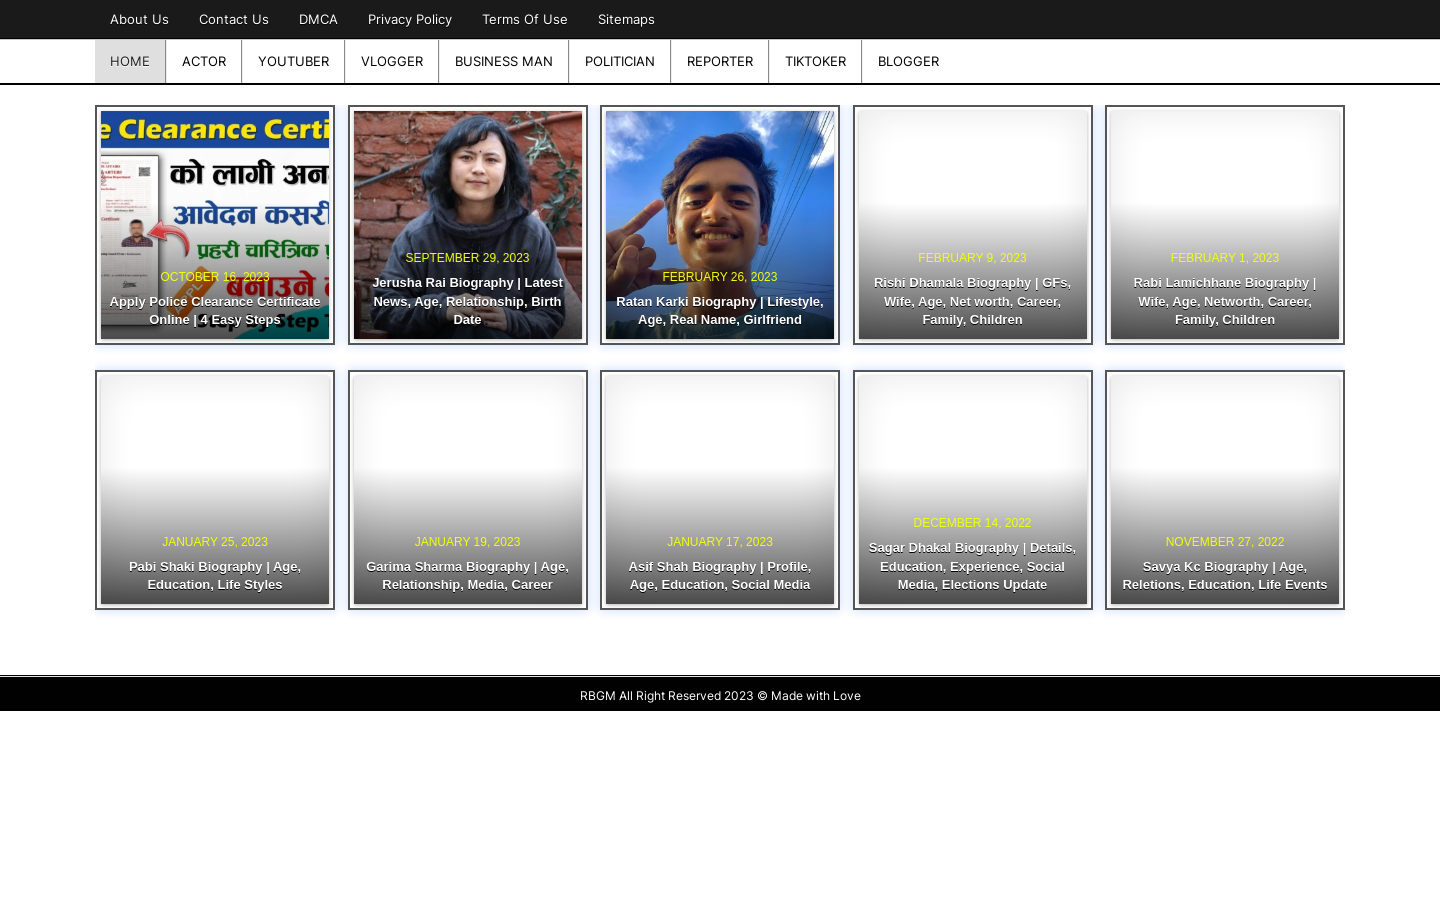 About Us
Contact Us
DMCA
Privacy Policy
Terms Of Use
Sitemaps
HOME
ACTOR
YOUTUBER
VLOGGER
BUSINESS MAN
POLITICIAN
REPORTER
TIKTOKER
BLOGGER
e Clearance Certi
को लागी अन
आवेदन कसरी
प्रहरी चारित्रिक
बनाउने
OCTOBER 16, 2023
Apply Police Clearance Certificate
Online | 4 Easy Steps
SEPTEMBER 29, 2023
Jerusha Rai Biography | Latest
News, Age, Relationship, Birth
Date
FEBRUARY 26, 2023
Ratan Karki Biography | Lifestyle,
Age, Real Name, Girlfriend
FEBRUARY 9, 2023
Rishi Dhamala Biography | GFs,
Wife, Age, Net worth, Career,
Family, Children
FEBRUARY 1, 2023
Rabi Lamichhane Biography |
Wife, Age, Networth, Career,
Family, Children
JANUARY 25, 2023
Pabi Shaki Biography | Age,
Education, Life Styles
JANUARY 19, 2023
Garima Sharma Biography | Age,
Relationship, Media, Career
JANUARY 17, 2023
Asif Shah Biography | Profile,
Age, Education, Social Media
DECEMBER 14, 2022
Sagar Dhakal Biography | Details,
Education, Experience, Social
Media, Elections Update
NOVEMBER 27, 2022
Savya Kc Biography | Age,
Reletions, Education, Life Events
RBGM All Right Reserved 2023 © Made with Love